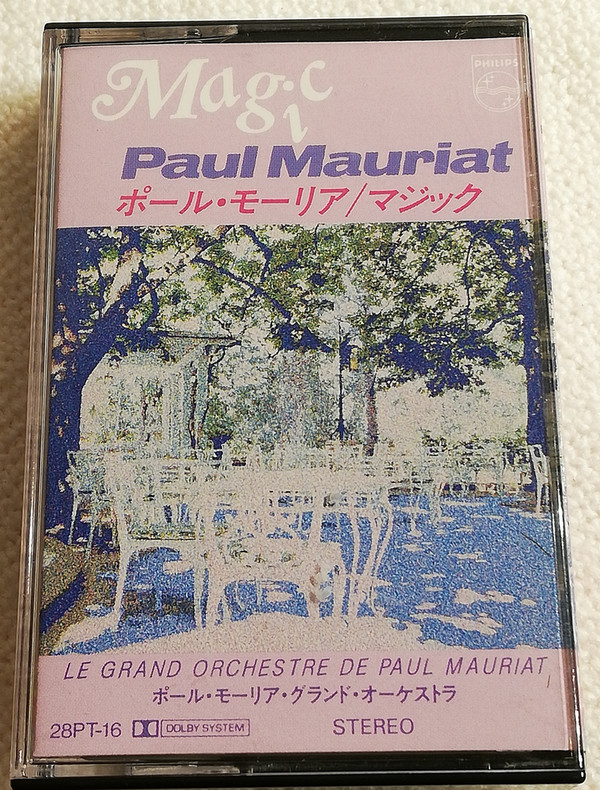 Magic
PHILIPS
Paul Mauriat
ポール・モーリア/マジック
LE GRAND ORCHESTRE DE PAUL MAURIAT
ポール・モーリア・グランド・オーケストラ
28PT-16 DOLBY SYSTEM STEREO